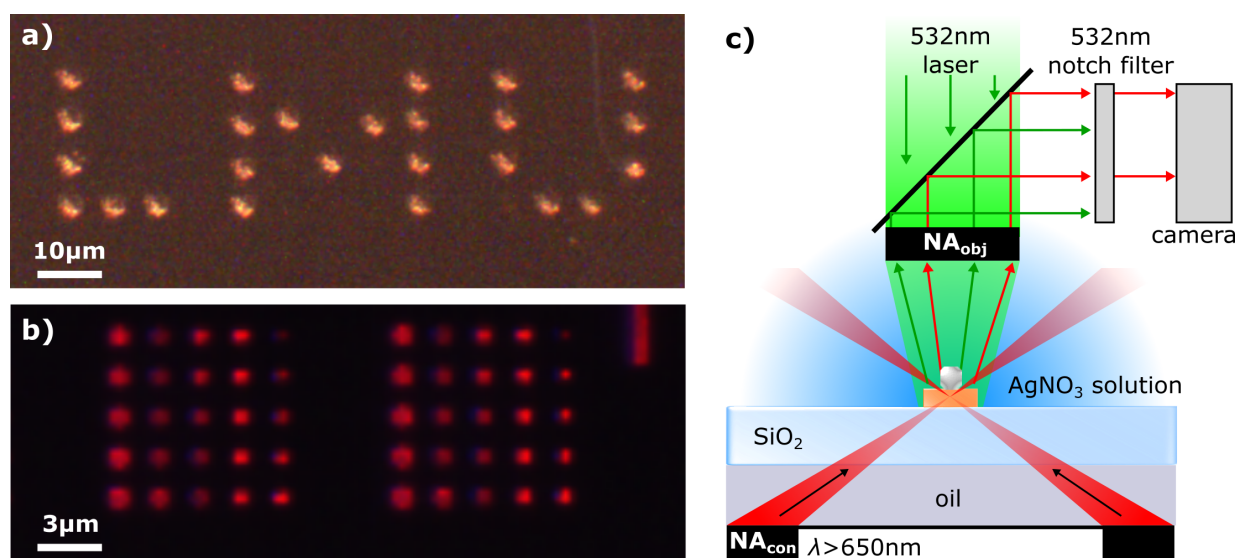 a)
10µm
b)
3µm
c)
532nm
laser
532nm
notch filter
NAobj
camera
AgNO₃ solution
SiO₂
oil
NAcon
λ>650nm